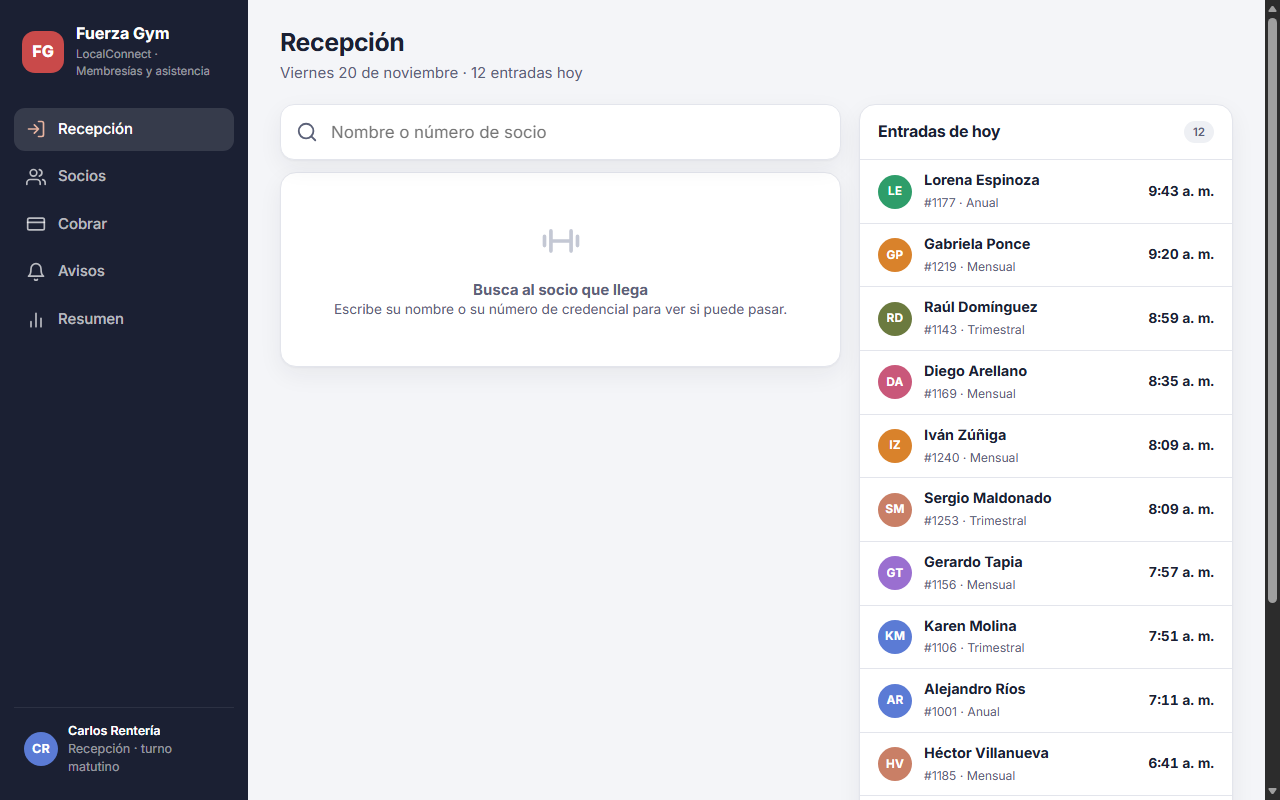 FG
Fuerza Gym
LocalConnect ·
Membresías y asistencia
Recepción
Socios
Cobrar
Avisos
Resumen
CR
Carlos Rentería
Recepción · turno
matutino
Recepción
Viernes 20 de noviembre · 12 entradas hoy
Nombre o número de socio
Busca al socio que llega
Escribe su nombre o su número de credencial para ver si puede pasar.
Entradas de hoy
12
LE
Lorena Espinoza
#1177 · Anual
9:43 a. m.
GP
Gabriela Ponce
#1219 · Mensual
9:20 a. m.
RD
Raúl Domínguez
#1143 · Trimestral
8:59 a. m.
DA
Diego Arellano
#1169 · Mensual
8:35 a. m.
IZ
Iván Zúñiga
#1240 · Mensual
8:09 a. m.
SM
Sergio Maldonado
#1253 · Trimestral
8:09 a. m.
GT
Gerardo Tapia
#1156 · Mensual
7:57 a. m.
KM
Karen Molina
#1106 · Trimestral
7:51 a. m.
AR
Alejandro Ríos
#1001 · Anual
7:11 a. m.
HV
Héctor Villanueva
#1185 · Mensual
6:41 a. m.